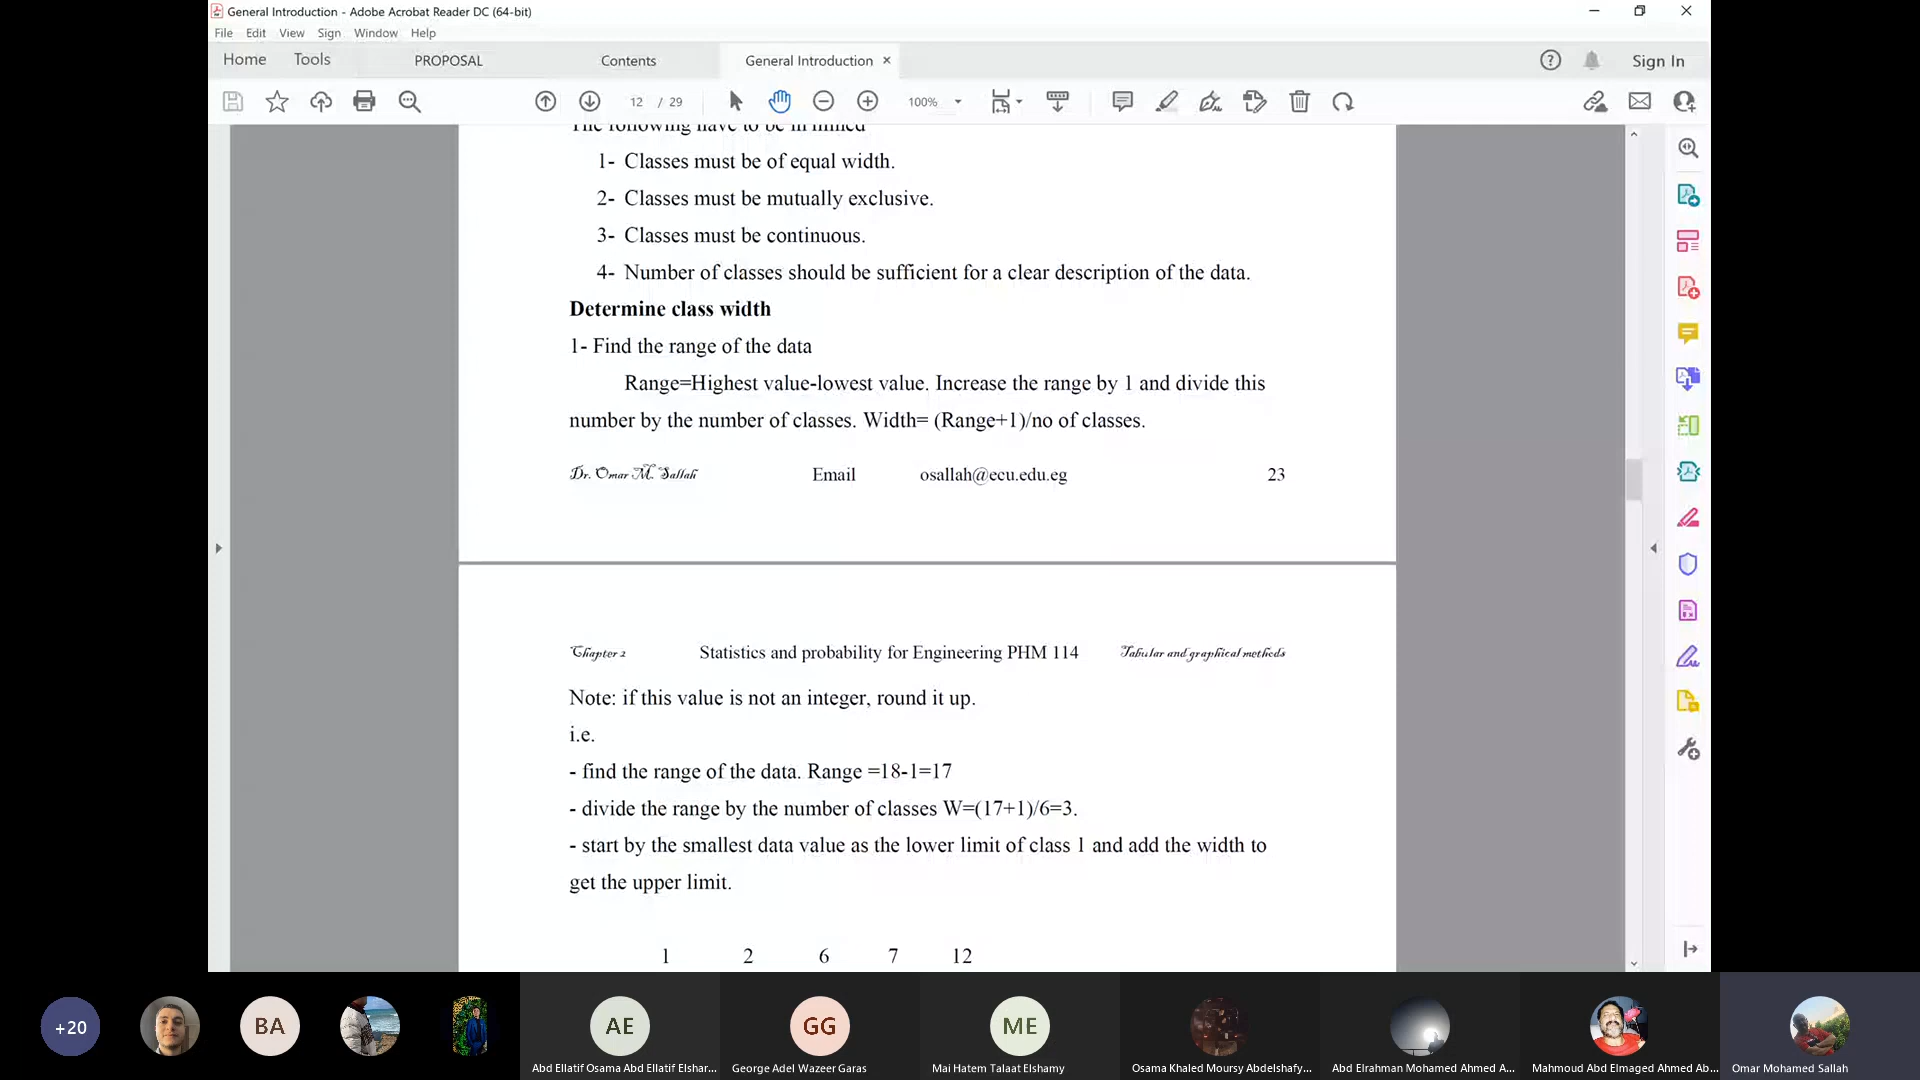 General Introduction - Adobe Acrobat Reader DC (64-bit)
File Edit View Sign Window Help
Home Tools PROPOSAL Contents General Introduction × Sign In
12 / 29 100%
The following have to be in mined
1- Classes must be of equal width.
2- Classes must be mutually exclusive.
3- Classes must be continuous.
4- Number of classes should be sufficient for a clear description of the data.
Determine class width
1- Find the range of the data
Range=Highest value-lowest value. Increase the range by 1 and divide this
number by the number of classes. Width= (Range+1)/no of classes.
Dr. Omar M. Sallah Email osallah@ecu.edu.eg 23
Chapter 2 Statistics and probability for Engineering PHM 114 Tabular and graphical methods
Note: if this value is not an integer, round it up.
i.e.
- find the range of the data. Range =18-1=17
- divide the range by the number of classes W=(17+1)/6=3.
- start by the smallest data value as the lower limit of class 1 and add the width to
get the upper limit.
1 2 6 7 12
+20 BA AE GG ME
Abd Ellatif Osama Abd Ellatif Elshar... George Adel Wazeer Garas Mai Hatem Talaat Elshamy Osama Khaled Moursy Abdelshafy... Abd Elrahman Mohamed Ahmed A... Mahmoud Abd Elmaged Ahmed Ab... Omar Mohamed Sallah